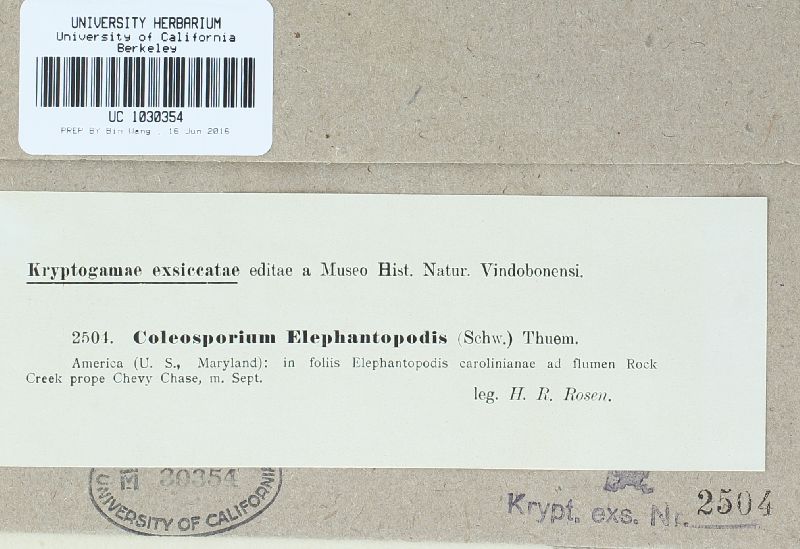 UNIVERSITY HERBARIUM
University of California
Berkeley
UC 1030354
PREP BY Bin Wang . 16 Jun 2016
Kryptogamae exsiccatae editae a Museo Hist. Natur. Vindobonensi.
2504. Coleosporium Elephantopodis (Schw.) Thuem.
America (U. S., Maryland): in foliis Elephantopodis carolinianae ad flumen Rock
Creek prope Chevy Chase, m. Sept.
leg. H. R. Rosen.
M 30354
UNIVERSITY OF CALIFORNIA
Krypt. exs. Nr. 2504